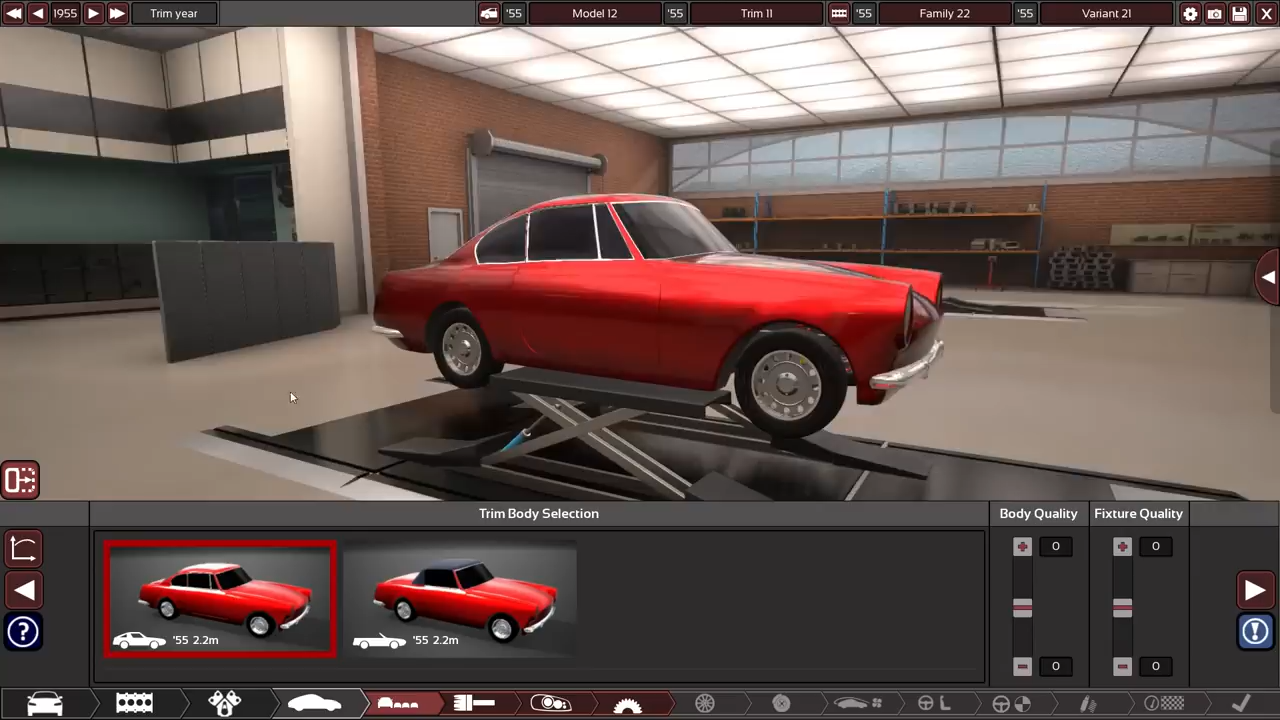 1955 Trim year '55 Model 12 '55 Trim 11 '55 Family 22 '55 Variant 21
Trim Body Selection Body Quality Fixture Quality
0 0
'55 2.2m '55 2.2m
0 0